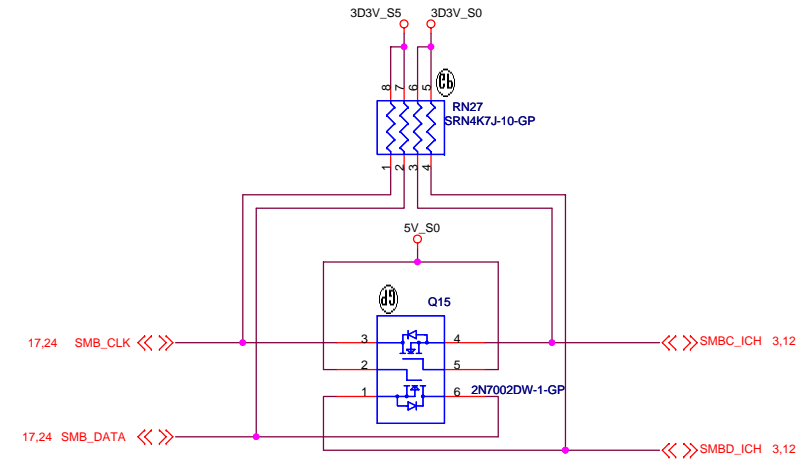 3D3V_S5 3D3V_S0
8 7 6 5
RN27
SRN4K7J-10-GP
1 2 3 4
5V_S0
Q15
17,24 SMB_CLK
3 4
SMBC_ICH 3,12
2 5
1 6
2N7002DW-1-GP
17,24 SMB_DATA
SMBD_ICH 3,12